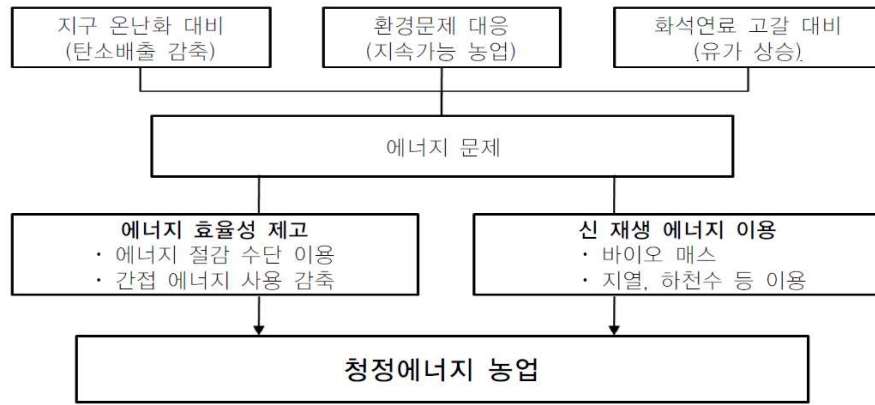 지구 온난화 대비
(탄소배출 감축)
환경문제 대응
(지속가능 농업)
화석연료 고갈 대비
(유가 상승)
에너지 문제
에너지 효율성 제고
· 에너지 절감 수단 이용
· 간접 에너지 사용 감축
신 재생 에너지 이용
· 바이오 매스
· 지열, 하천수 등 이용
청정에너지 농업